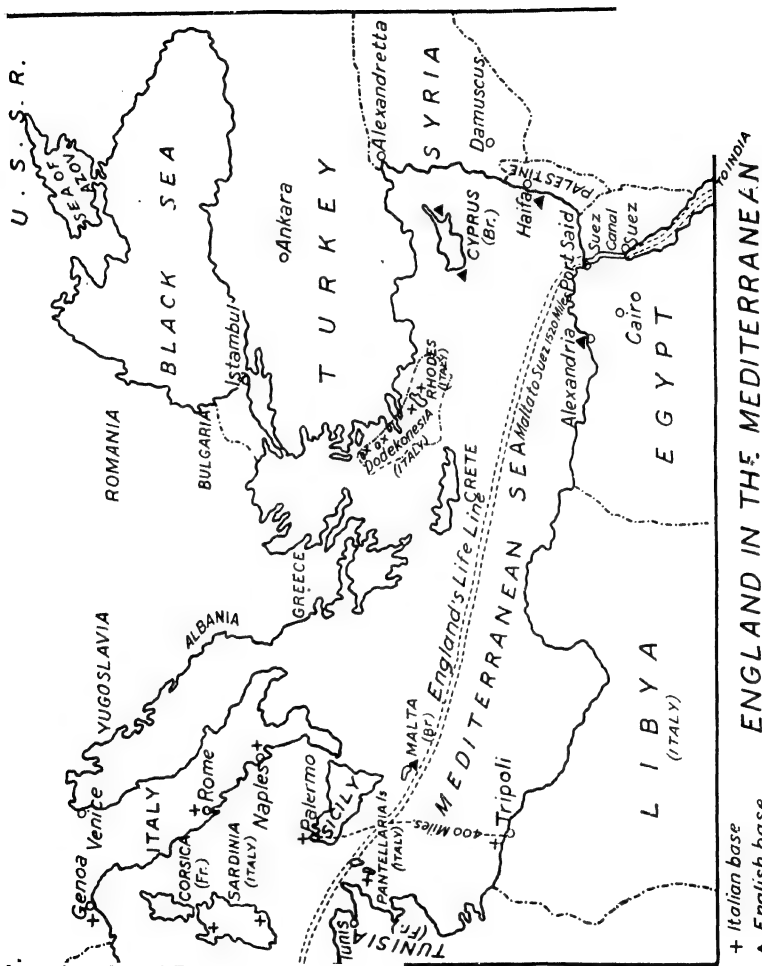 U. S. S. R.
SEA OF
AZOV
BLACK SEA
ROMANIA
BULGARIA
Istambul
Ankara
TURKEY
Alexandretta
SYRIA
Damuscus
CYPRUS
(Br.)
Haifa
PALESTINE
Port Said
Suez
Canal
Suez
TO INDIA
Cairo
Alexandria
EGYPT
RHODES
(ITALY)
Dodekonesia
(ITALY)
CRETE
GREECE
ALBANIA
YUGOSLAVIA
Genoa
Venice
ITALY
Rome
Naples
CORSICA
(Fr.)
SARDINIA
(ITALY)
Palermo
SICILY
MALTA
(Br)
England's Life Line
Malta to Suez 1520 Miles
MEDITERRANEAN SEA
PANTELLARIA Is
(ITALY)
400 Miles
Tunis
TUNISIA
(Fr.)
Tripoli
LIBYA
(ITALY)
+ Italian base
▲ English base
ENGLAND IN THE MEDITERRANEAN